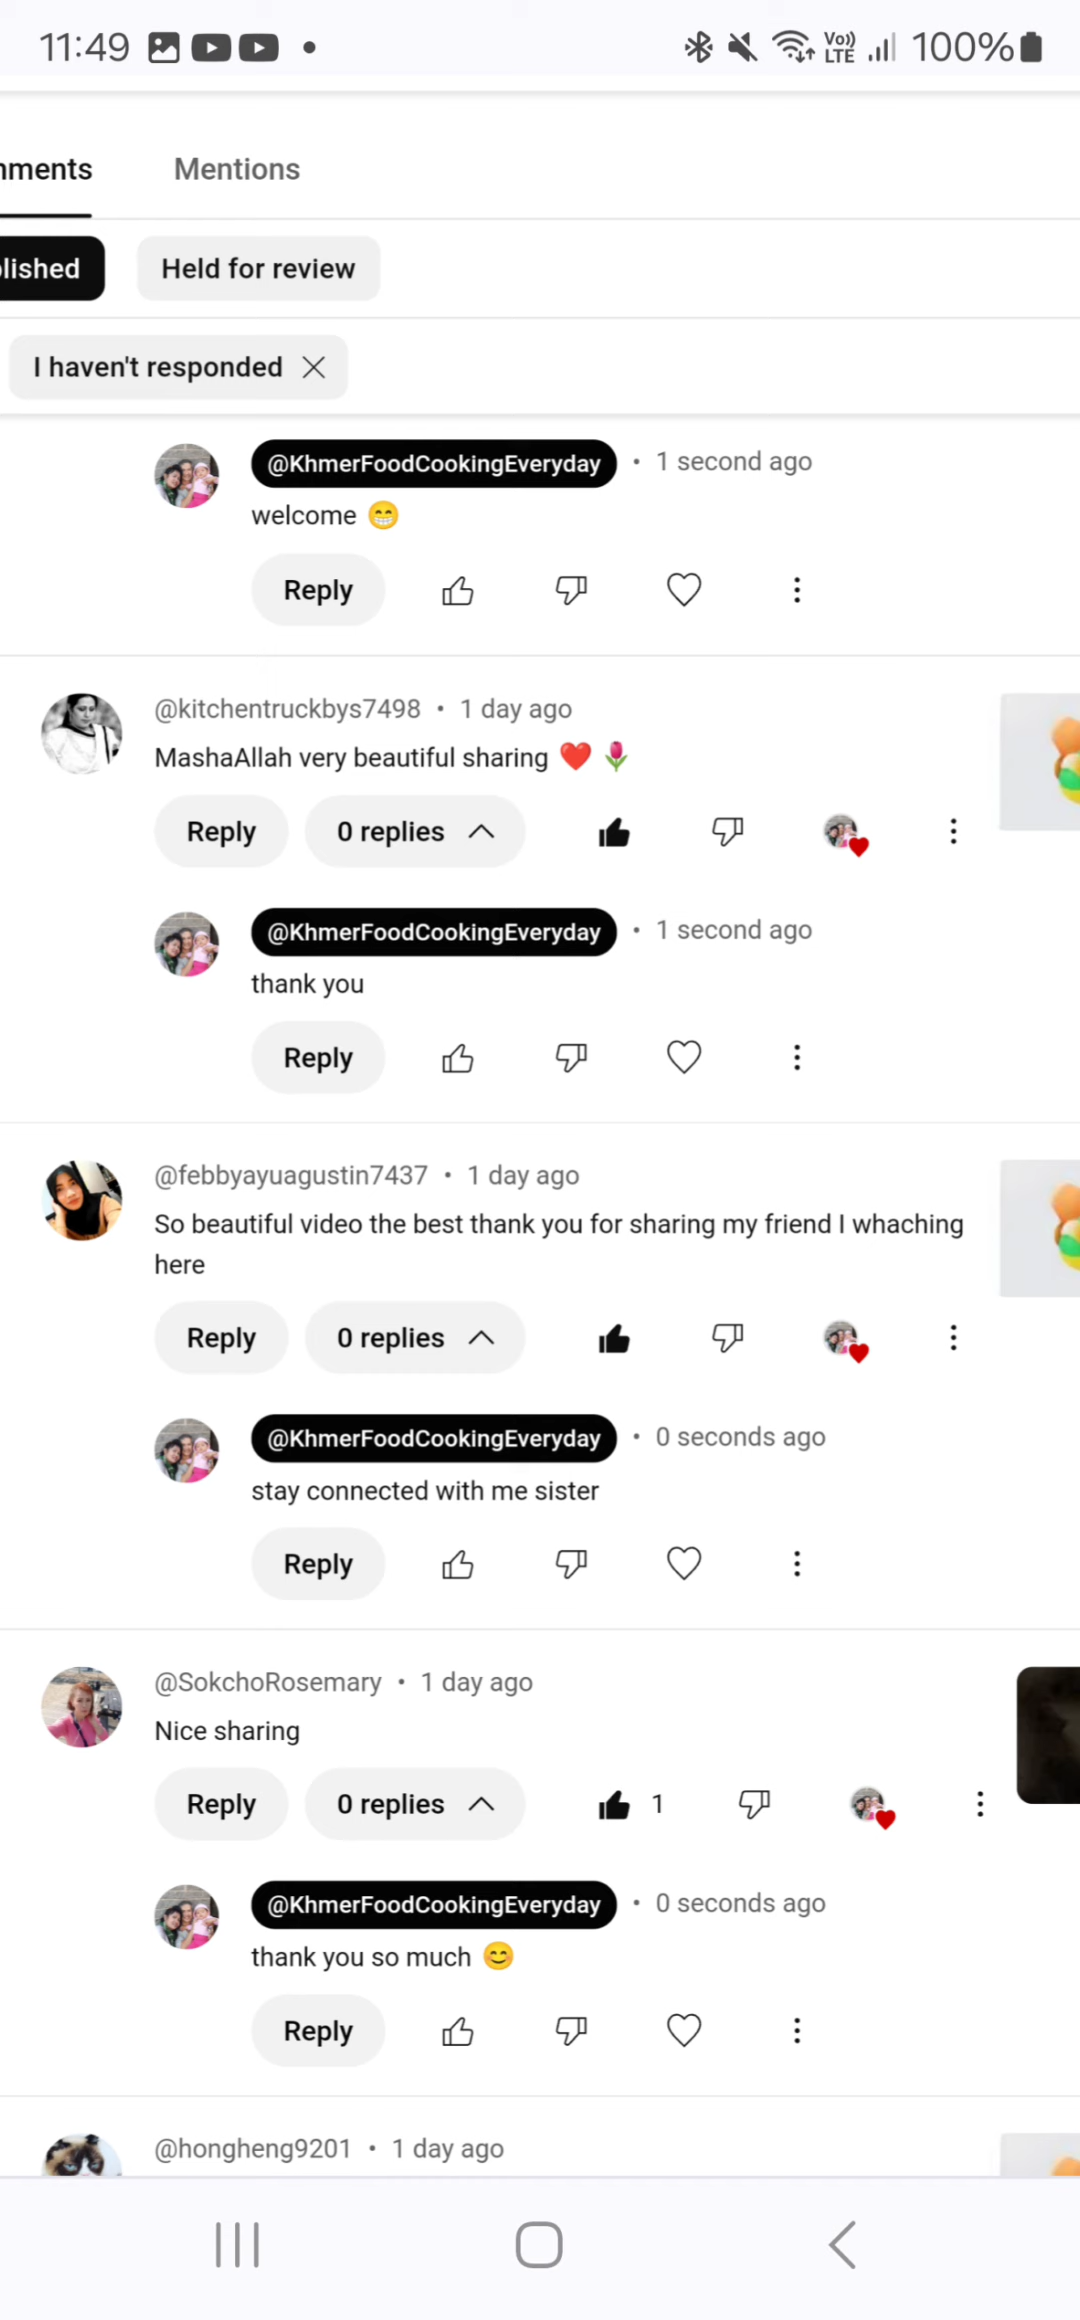 11:49 Vo)) LTE 100%
mments Mentions
lished Held for review
I haven't responded
@KhmerFoodCookingEveryday • 1 second ago
welcome 😁
Reply
@kitchentruckbys7498 • 1 day ago
MashaAllah very beautiful sharing ❤️ 🌷
Reply 0 replies
@KhmerFoodCookingEveryday • 1 second ago
thank you
Reply
@febbyayuagustin7437 • 1 day ago
So beautiful video the best thank you for sharing my friend I whaching
here
Reply 0 replies
@KhmerFoodCookingEveryday • 0 seconds ago
stay connected with me sister
Reply
@SokchoRosemary • 1 day ago
Nice sharing
Reply 0 replies 1
@KhmerFoodCookingEveryday • 0 seconds ago
thank you so much 😊
Reply
@hongheng9201 • 1 day ago